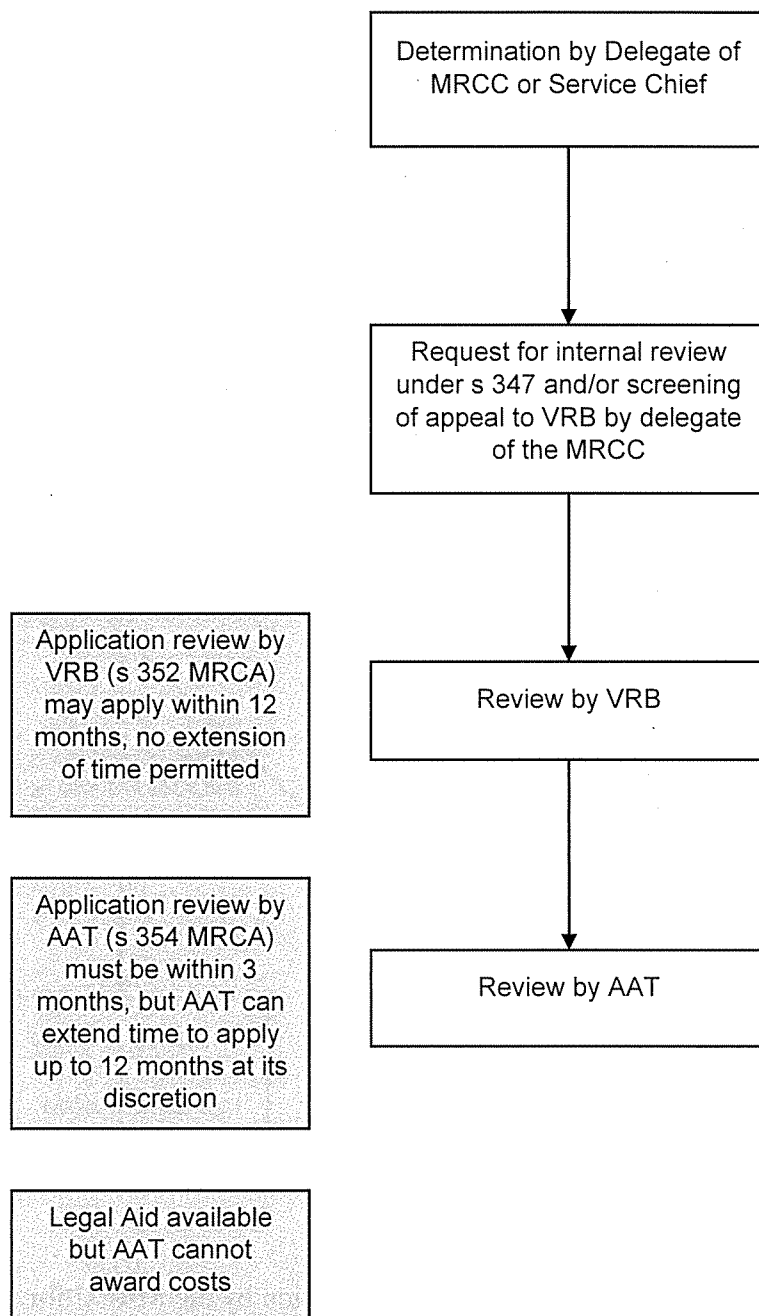 Determination by Delegate of
MRCC or Service Chief
Request for internal review
under s 347 and/or screening
of appeal to VRB by delegate
of the MRCC
Application review by
VRB (s 352 MRCA)
may apply within 12
months, no extension
of time permitted
Review by VRB
Application review by
AAT (s 354 MRCA)
must be within 3
months, but AAT can
extend time to apply
up to 12 months at its
discretion
Review by AAT
Legal Aid available
but AAT cannot
award costs